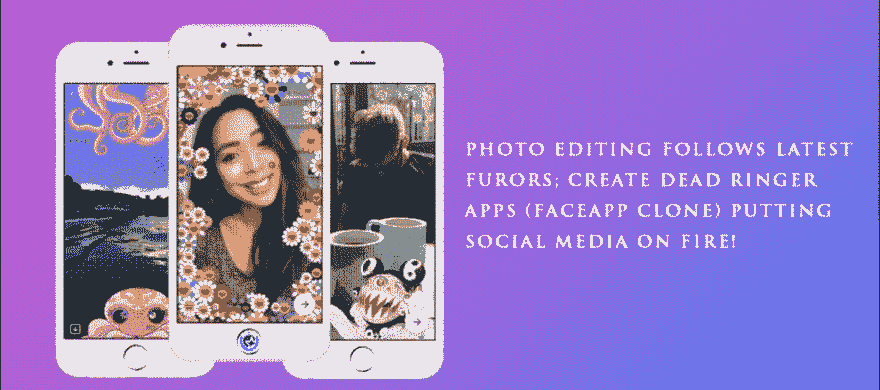 PHOTO EDITING FOLLOWS LATEST
FURORS; CREATE DEAD RINGER
APPS (FACEAPP CLONE) PUTTING
SOCIAL MEDIA ON FIRE!